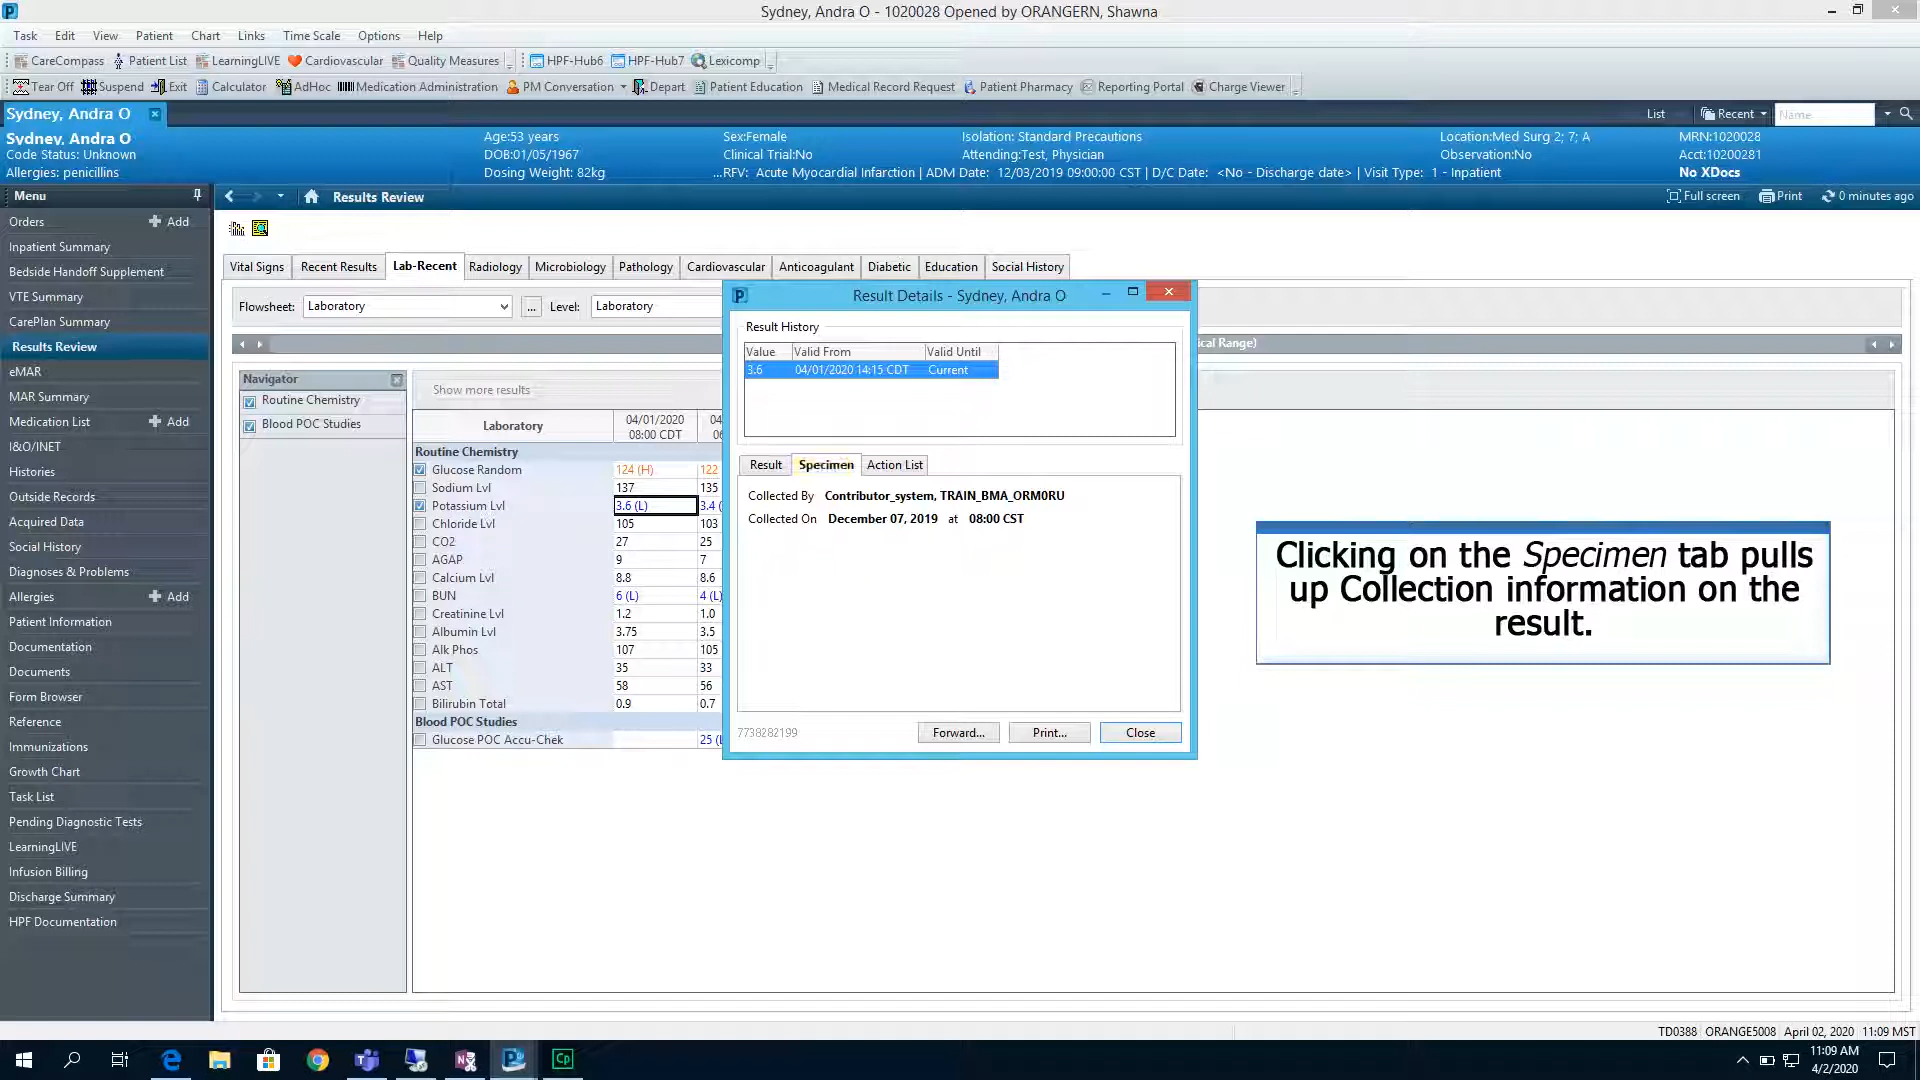 Sydney, Andra O - 1020028 Opened by ORANGERN, Shawna
Task Edit View Patient Chart Links Time Scale Options Help
CareCompass Patient List LearningLIVE Cardiovascular Quality Measures HPF-Hub6 HPF-Hub7 Lexicomp
Tear Off Suspend Exit Calculator AdHoc Medication Administration PM Conversation Depart Patient Education Medical Record Request Patient Pharmacy Reporting Portal Charge Viewer
Sydney, Andra O List Recent Name
Sydney, Andra O Age:53 years Sex:Female Isolation: Standard Precautions Location:Med Surg 2; 7; A MRN:1020028
Code Status: Unknown DOB:01/05/1967 Clinical Trial:No Attending:Test, Physician Observation:No Acct:10200281
Allergies: penicillins Dosing Weight: 82kg ...RFV: Acute Myocardial Infarction | ADM Date: 12/03/2019 09:00:00 CST | D/C Date: <No - Discharge date> | Visit Type: 1 - Inpatient No XDocs
Menu Results Review Full screen Print 0 minutes ago
Orders Add
Inpatient Summary
Bedside Handoff Supplement
VTE Summary
CarePlan Summary
Results Review
eMAR
MAR Summary
Medication List Add
I&O/INET
Histories
Outside Records
Acquired Data
Social History
Diagnoses & Problems
Allergies Add
Patient Information
Documentation
Documents
Form Browser
Reference
Immunizations
Growth Chart
Task List
Pending Diagnostic Tests
LearningLIVE
Infusion Billing
Discharge Summary
HPF Documentation
Vital Signs Recent Results Lab-Recent Radiology Microbiology Pathology Cardiovascular Anticoagulant Diabetic Education Social History
Flowsheet: Laboratory ... Level: Laboratory
ical Range)
Navigator
Routine Chemistry
Blood POC Studies
Show more results
Laboratory 04/01/2020 08:00 CDT 04 06
Routine Chemistry
Glucose Random 124 (H) 122
Sodium Lvl 137 135
Potassium Lvl 3.6 (L) 3.4 (
Chloride Lvl 105 103
CO2 27 25
AGAP 9 7
Calcium Lvl 8.8 8.6
BUN 6 (L) 4 (L)
Creatinine Lvl 1.2 1.0
Albumin Lvl 3.75 3.5
Alk Phos 107 105
ALT 35 33
AST 58 56
Bilirubin Total 0.9 0.7
Blood POC Studies
Glucose POC Accu-Chek 25 (L
Result Details - Sydney, Andra O
Result History
Value Valid From Valid Until
3.6 04/01/2020 14:15 CDT Current
Result Specimen Action List
Collected By Contributor_system, TRAIN_BMA_ORM0RU
Collected On December 07, 2019 at 08:00 CST
7738282199 Forward... Print... Close
Clicking on the Specimen tab pulls
up Collection information on the
result.
TD0388 ORANGE5008 April 02, 2020 11:09 MST
Cp
11:09 AM
4/2/2020